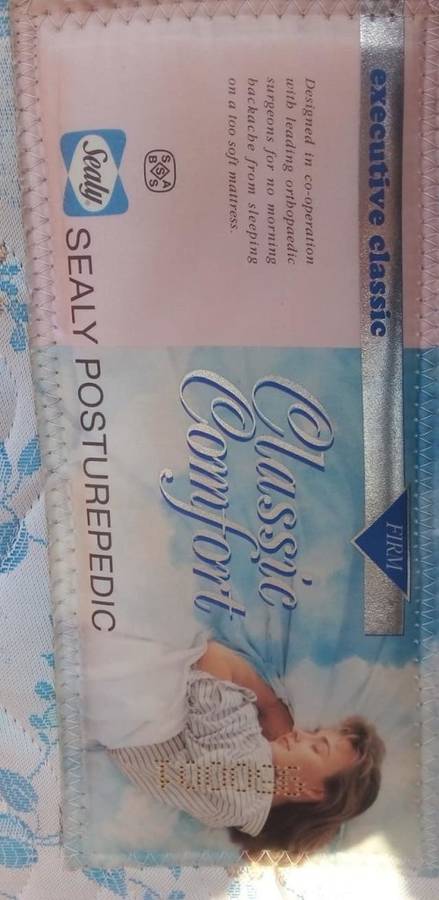 executive classic
FIRM
Designed in co-operation
with leading orthopaedic
surgeons for no morning
backache from sleeping
on a too soft mattress.
Classic
Comfort
Sealy
SEALY POSTUREPEDIC